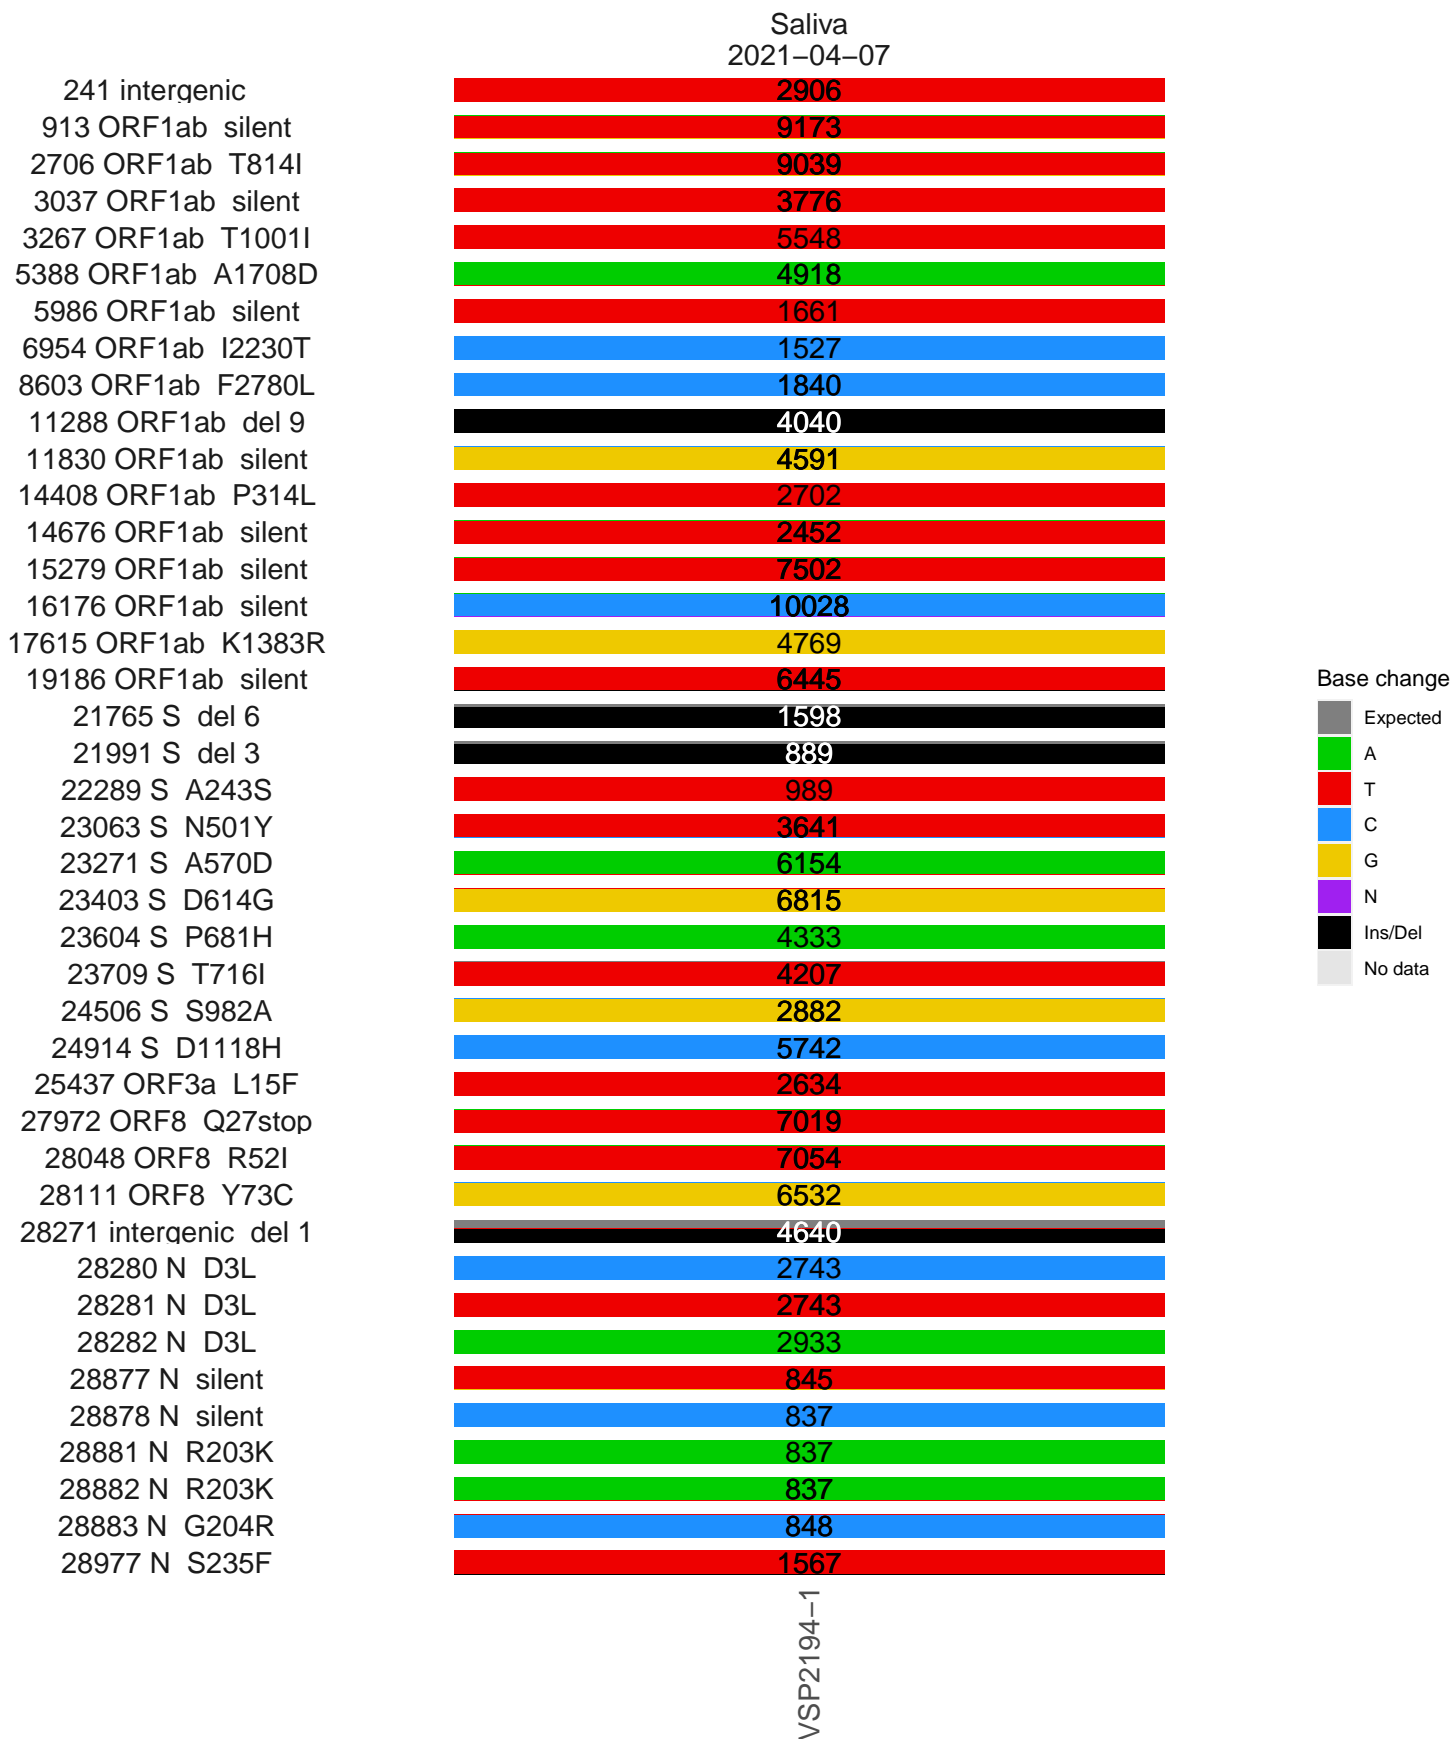 Saliva
2021−04−07
241 intergenic 2906
913 ORF1ab silent 9173
2706 ORF1ab T814I 9039
3037 ORF1ab silent 3776
3267 ORF1ab T1001I 5548
5388 ORF1ab A1708D 4918
5986 ORF1ab silent 1661
6954 ORF1ab I2230T 1527
8603 ORF1ab F2780L 1840
11288 ORF1ab del 9 4040
11830 ORF1ab silent 4591
14408 ORF1ab P314L 2702
14676 ORF1ab silent 2452
15279 ORF1ab silent 7502
16176 ORF1ab silent 10028
17615 ORF1ab K1383R 4769
19186 ORF1ab silent 6445
21765 S del 6 1598
21991 S del 3 889
22289 S A243S 989
23063 S N501Y 3641
23271 S A570D 6154
23403 S D614G 6815
23604 S P681H 4333
23709 S T716I 4207
24506 S S982A 2882
24914 S D1118H 5742
25437 ORF3a L15F 2634
27972 ORF8 Q27stop 7019
28048 ORF8 R52I 7054
28111 ORF8 Y73C 6532
28271 intergenic del 1 4640
28280 N D3L 2743
28281 N D3L 2743
28282 N D3L 2933
28877 N silent 845
28878 N silent 837
28881 N R203K 837
28882 N R203K 837
28883 N G204R 848
28977 N S235F 1567
VSP2194−1
Base change
Expected
A
T
C
G
N
Ins/Del
No data